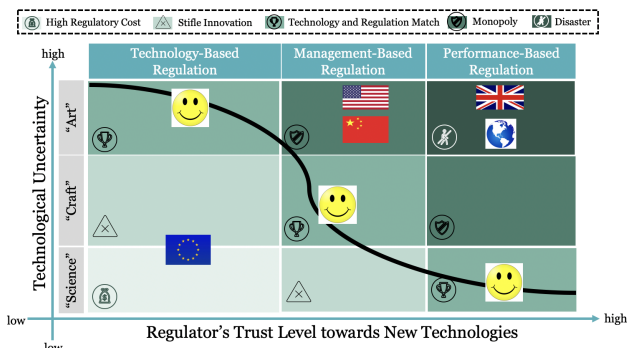 High Regulatory Cost Stifle Innovation Technology and Regulation Match Monopoly Disaster
high
Technology-Based
Regulation
Management-Based
Regulation
Performance-Based
Regulation
Technological Uncertainty
"Art"
"Craft"
"Science"
low
high
Regulator's Trust Level towards New Technologies
low